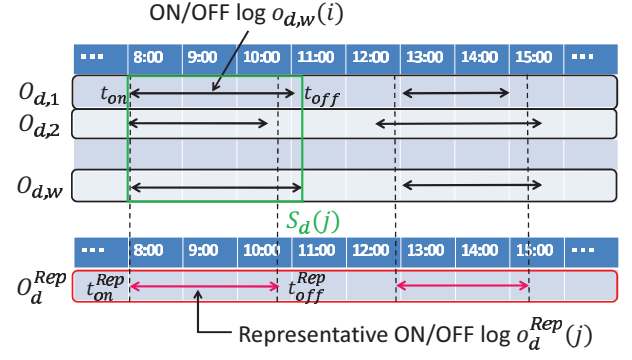 ON/OFF log o_{d,w}(i)
··· 8:00 9:00 10:00 11:00 12:00 13:00 14:00 15:00 ···
O_{d,1} t_{on} t_{off}
O_{d,2}
O_{d,w}
S_d(j)
··· 8:00 9:00 10:00 11:00 12:00 13:00 14:00 15:00 ···
O_d^{Rep} t_{on}^{Rep} t_{off}^{Rep}
Representative ON/OFF log o_d^{Rep}(j)